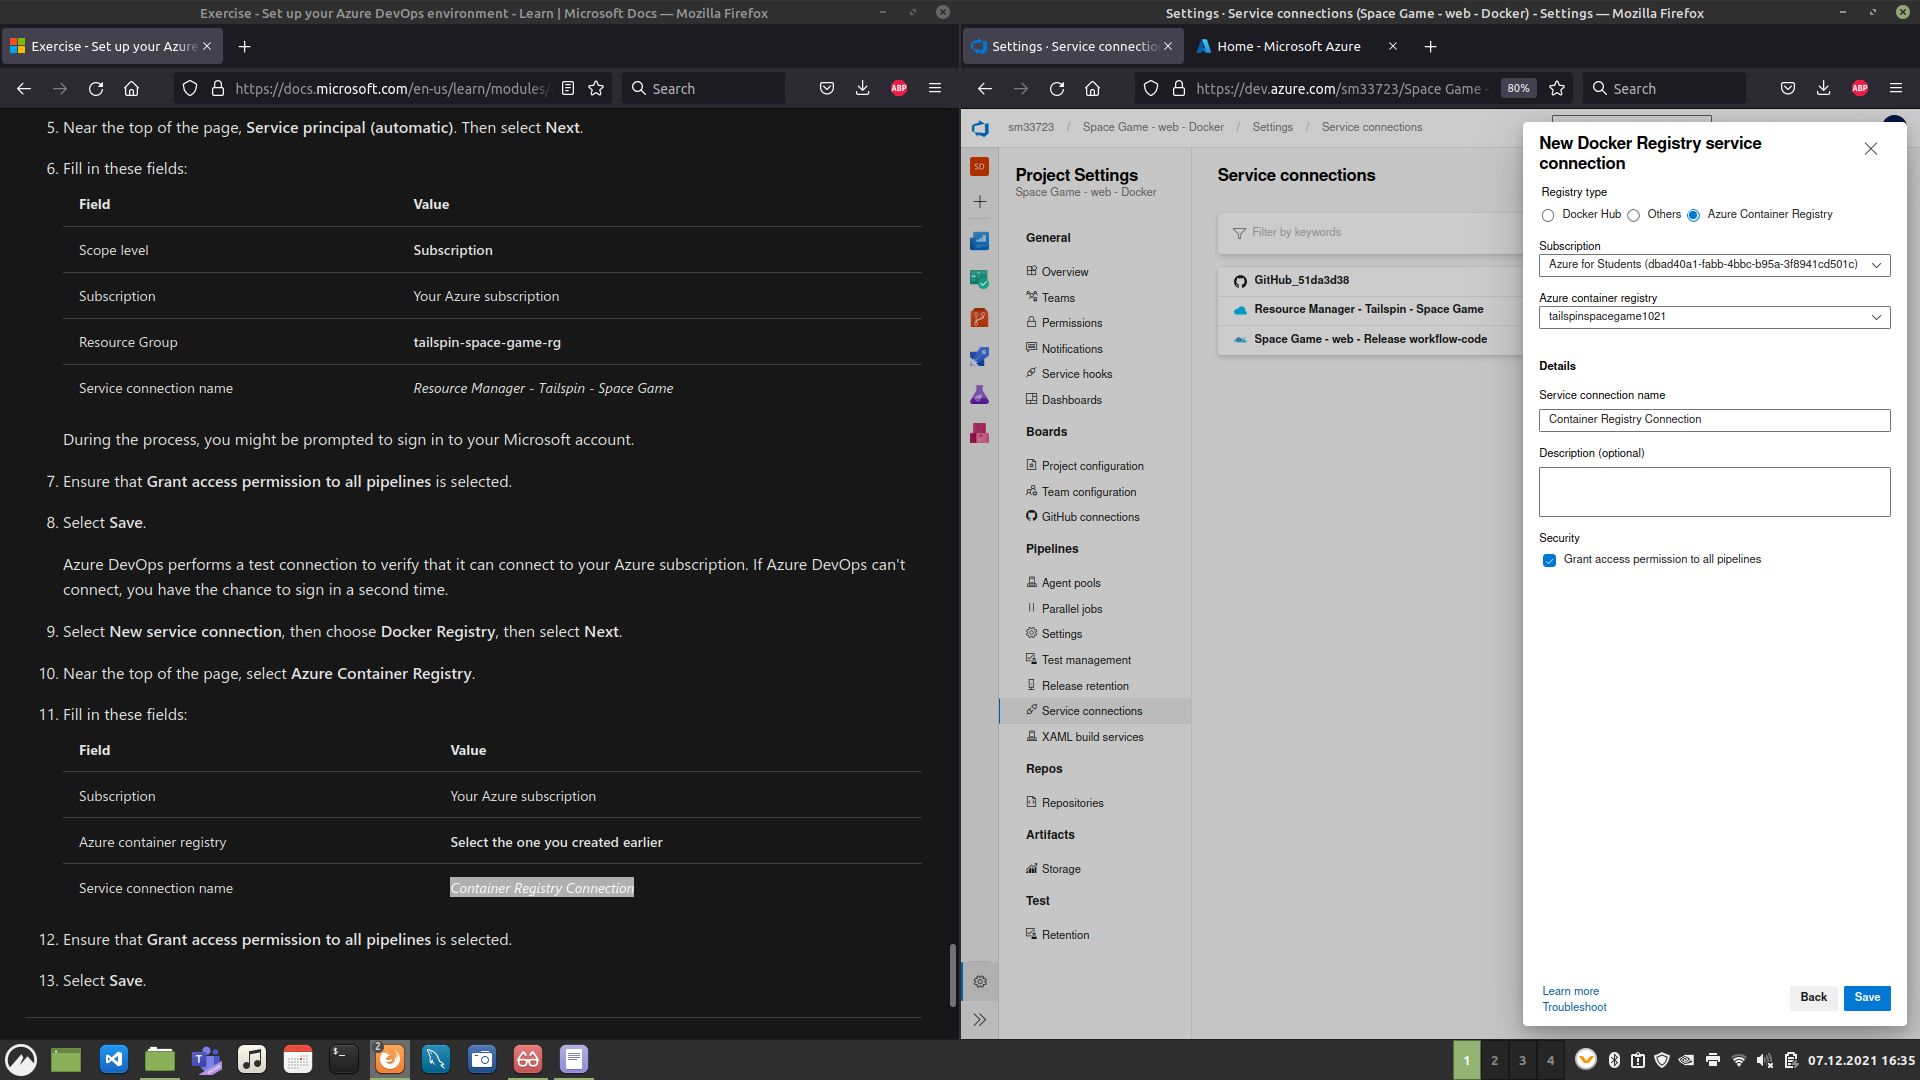 Exercise - Set up your Azure DevOps environment - Learn | Microsoft Docs — Mozilla Firefox
Exercise - Set up your Azure
https://docs.microsoft.com/en-us/learn/modules/
Search
ABP
5. Near the top of the page, Service principal (automatic). Then select Next.
6. Fill in these fields:
Field Value
Scope level Subscription
Subscription Your Azure subscription
Resource Group tailspin-space-game-rg
Service connection name Resource Manager - Tailspin - Space Game
During the process, you might be prompted to sign in to your Microsoft account.
7. Ensure that Grant access permission to all pipelines is selected.
8. Select Save.
Azure DevOps performs a test connection to verify that it can connect to your Azure subscription. If Azure DevOps can't
connect, you have the chance to sign in a second time.
9. Select New service connection, then choose Docker Registry, then select Next.
10. Near the top of the page, select Azure Container Registry.
11. Fill in these fields:
Field Value
Subscription Your Azure subscription
Azure container registry Select the one you created earlier
Service connection name Container Registry Connection
12. Ensure that Grant access permission to all pipelines is selected.
13. Select Save.
Settings · Service connections (Space Game - web - Docker) - Settings — Mozilla Firefox
Settings · Service connection
Home - Microsoft Azure
https://dev.azure.com/sm33723/Space Game -
80%
Search
ABP
sm33723 / Space Game - web - Docker / Settings / Service connections
SD
Project Settings
Space Game - web - Docker
General
Overview
Teams
Permissions
Notifications
Service hooks
Dashboards
Boards
Project configuration
Team configuration
GitHub connections
Pipelines
Agent pools
Parallel jobs
Settings
Test management
Release retention
Service connections
XAML build services
Repos
Repositories
Artifacts
Storage
Test
Retention
Service connections
Filter by keywords
GitHub_51da3d38
Resource Manager - Tailspin - Space Game
Space Game - web - Release workflow-code
New Docker Registry service
connection
Registry type
Docker Hub Others Azure Container Registry
Subscription
Azure for Students (dbad40a1-fabb-4bbc-b95a-3f8941cd501c)
Azure container registry
tailspinspacegame1021
Details
Service connection name
Container Registry Connection
Description (optional)
Security
Grant access permission to all pipelines
Learn more
Troubleshoot
Back
Save
2
1 2 3 4
07.12.2021 16:35